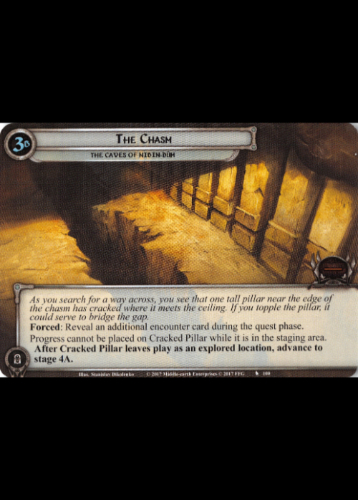 3B
THE CHASM
THE CAVES OF NIBIN-DÛM
As you search for a way across, you see that one tall pillar near the edge of
the chasm has cracked where it meets the ceiling. If you topple the pillar, it
could serve to bridge the gap.
Forced: Reveal an additional encounter card during the quest phase.
Progress cannot be placed on Cracked Pillar while it is in the staging area.
After Cracked Pillar leaves play as an explored location, advance to
stage 4A.
Illus. © 2017 Middle-earth Enterprises © 2017 FFG